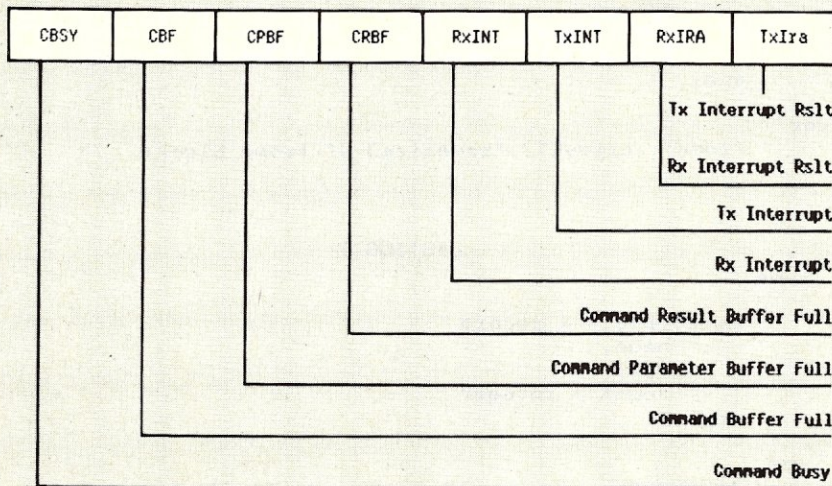 CBSY CBF CPBF CRBF RxINT TxINT RxIRA TxIra
Tx Interrupt Rslt
Rx Interrupt Rslt
Tx Interrupt
Rx Interrupt
Command Result Buffer Full
Command Parameter Buffer Full
Command Buffer Full
Command Busy